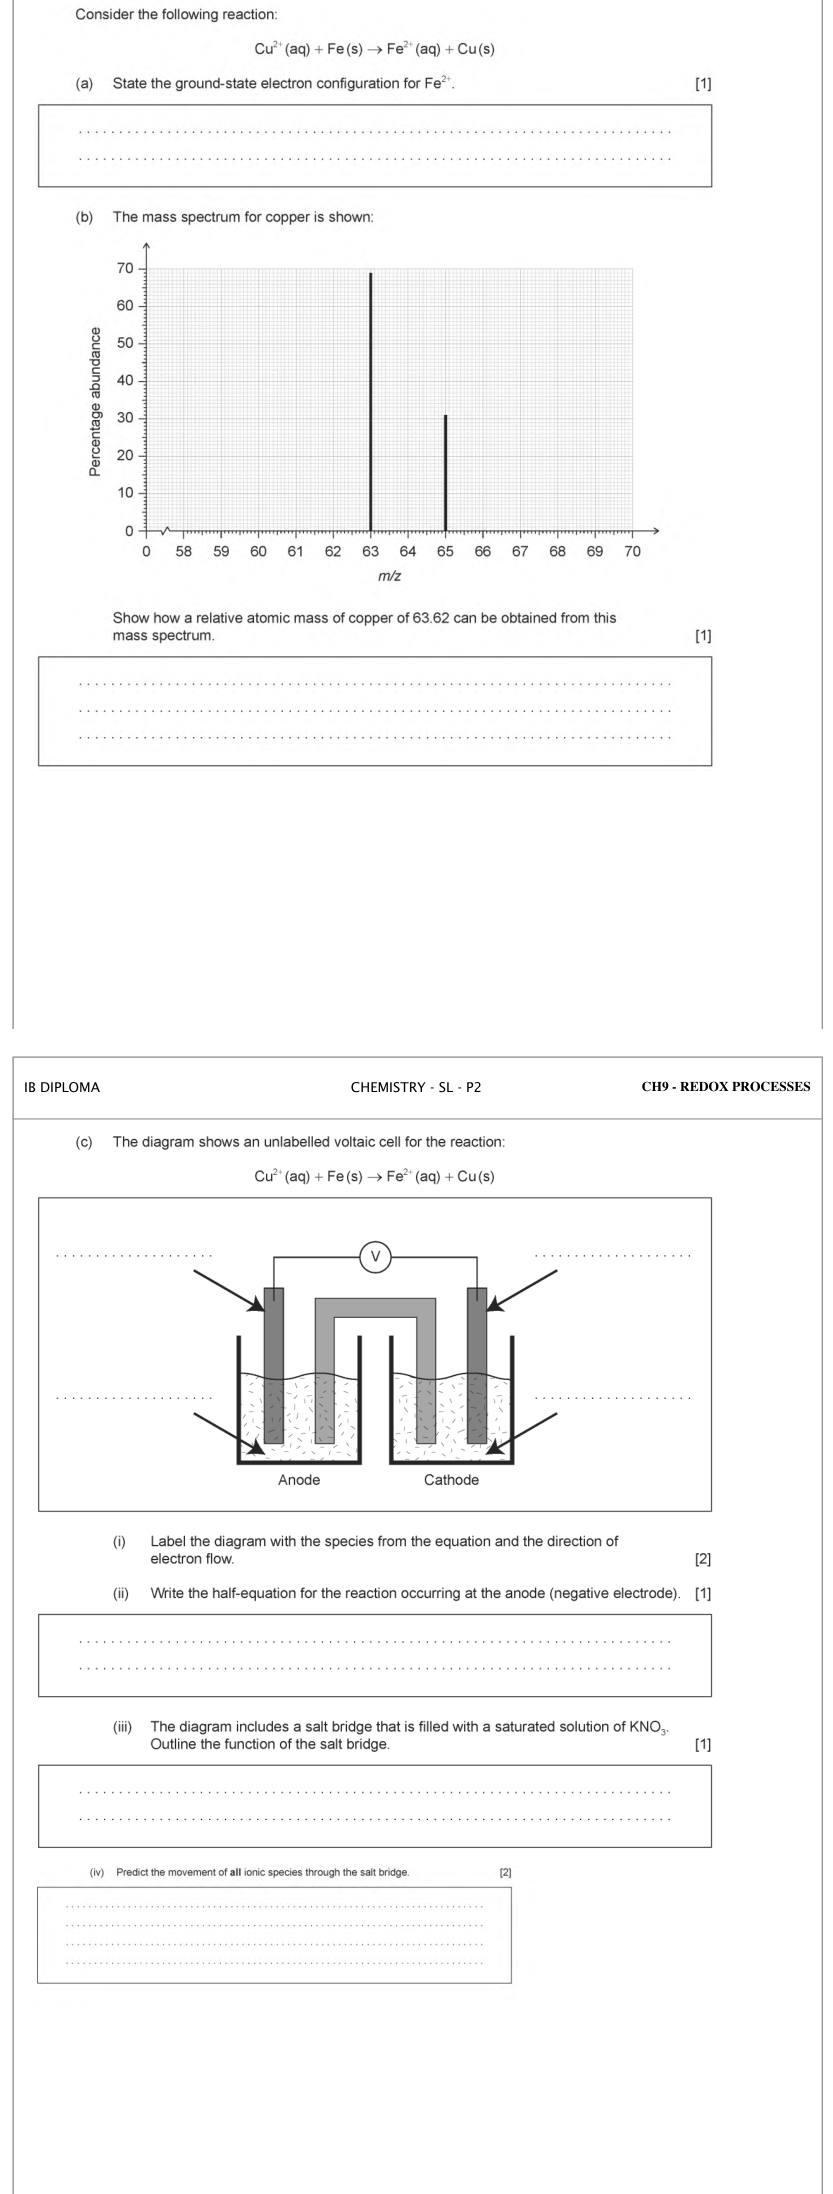 Consider the following reaction:
Cu²⁺(aq) + Fe(s) → Fe²⁺(aq) + Cu(s)
(a) State the ground-state electron configuration for Fe²⁺. [1]
(b) The mass spectrum for copper is shown:
70
60
50
40
30
20
10
0
Percentage abundance
0 58 59 60 61 62 63 64 65 66 67 68 69 70
m/z
Show how a relative atomic mass of copper of 63.62 can be obtained from this
mass spectrum. [1]
IB DIPLOMA CHEMISTRY - SL - P2 CH9 - REDOX PROCESSES
(c) The diagram shows an unlabelled voltaic cell for the reaction:
Cu²⁺(aq) + Fe(s) → Fe²⁺(aq) + Cu(s)
V
Anode Cathode
(i) Label the diagram with the species from the equation and the direction of
electron flow. [2]
(ii) Write the half-equation for the reaction occurring at the anode (negative electrode). [1]
(iii) The diagram includes a salt bridge that is filled with a saturated solution of KNO₃.
Outline the function of the salt bridge. [1]
(iv) Predict the movement of all ionic species through the salt bridge. [2]